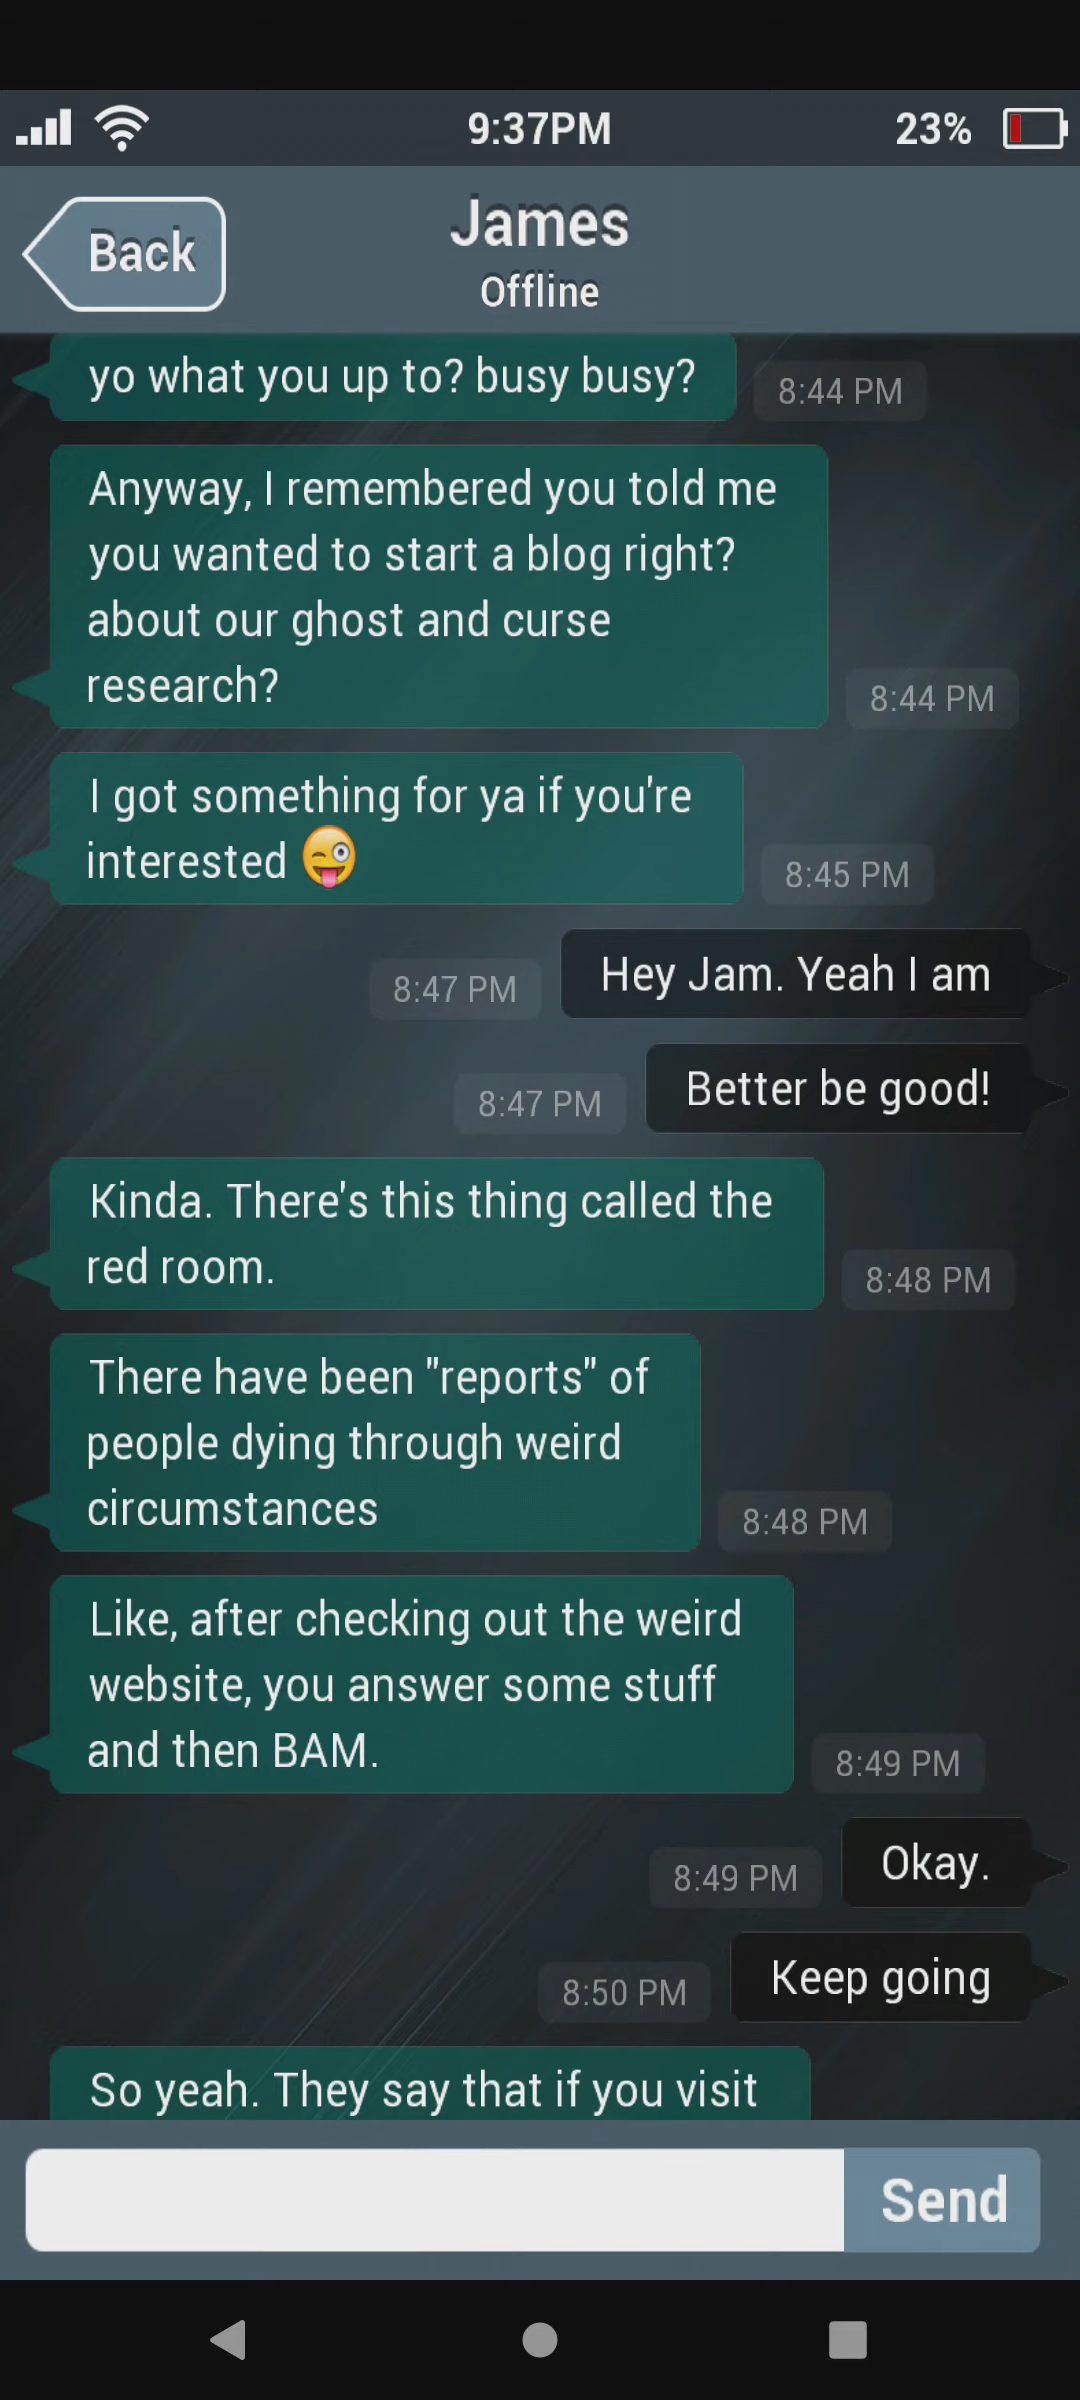 9:37PM 23%
Back
James
Offline
yo what you up to? busy busy?
8:44 PM
Anyway, I remembered you told me
you wanted to start a blog right?
about our ghost and curse
research?
8:44 PM
I got something for ya if you're
interested 😜
8:45 PM
8:47 PM
Hey Jam. Yeah I am
8:47 PM
Better be good!
Kinda. There's this thing called the
red room.
8:48 PM
There have been "reports" of
people dying through weird
circumstances
8:48 PM
Like, after checking out the weird
website, you answer some stuff
and then BAM.
8:49 PM
8:49 PM
Okay.
8:50 PM
Keep going
So yeah. They say that if you visit
Send